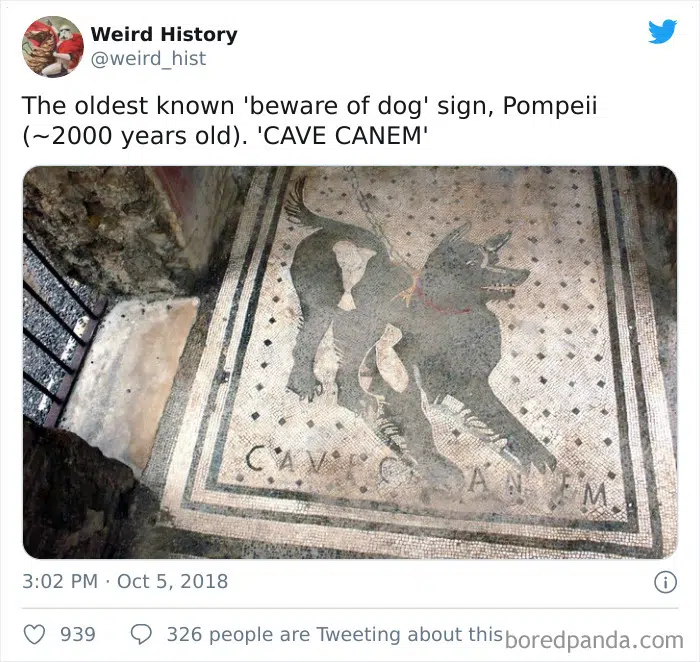 Weird History
@weird_hist
The oldest known 'beware of dog' sign, Pompeii
(~2000 years old). 'CAVE CANEM'
CAVE CANEM
3:02 PM · Oct 5, 2018
939 326 people are Tweeting about this
boredpanda.com